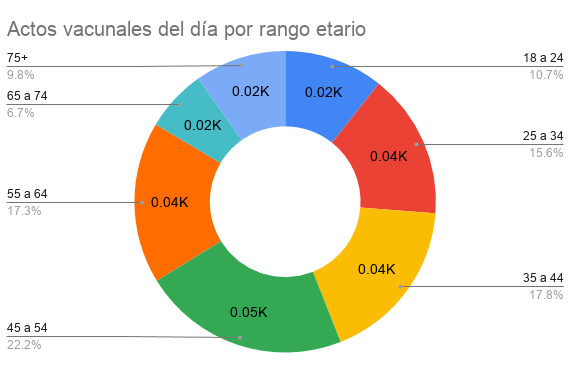 Actos vacunales del día por rango etario
75+
9.8%
65 a 74
6.7%
55 a 64
17.3%
45 a 54
22.2%
18 a 24
10.7%
25 a 34
15.6%
35 a 44
17.8%
0.02K
0.02K
0.02K
0.04K
0.04K
0.04K
0.05K